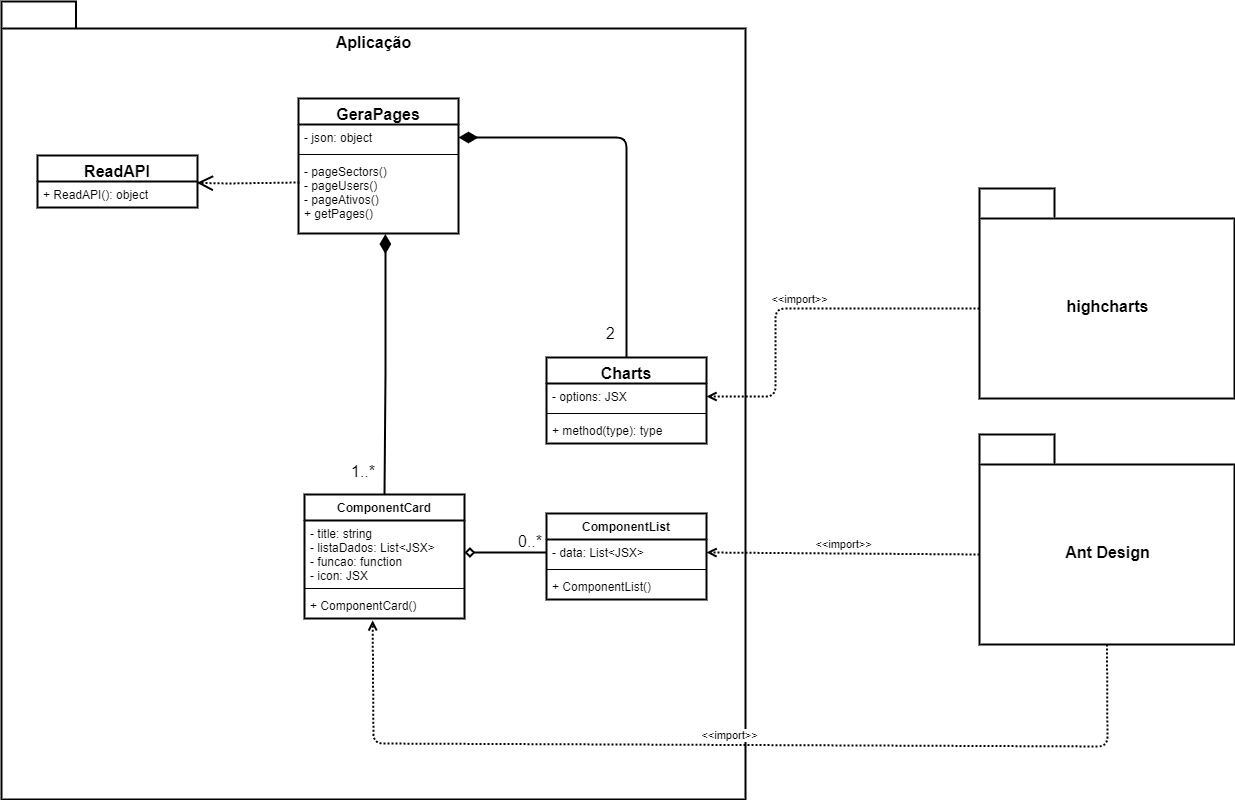 Aplicação
GeraPages
- json: object
- pageSectors()
- pageUsers()
- pageAtivos()
+ getPages()
ReadAPI
+ ReadAPI(): object
highcharts
<<import>>
2
Charts
- options: JSX
+ method(type): type
1..*
ComponentCard
- title: string
- listaDados: List<JSX>
- funcao: function
- icon: JSX
+ ComponentCard()
0..*
ComponentList
- data: List<JSX>
+ ComponentList()
<<import>>
Ant Design
<<import>>